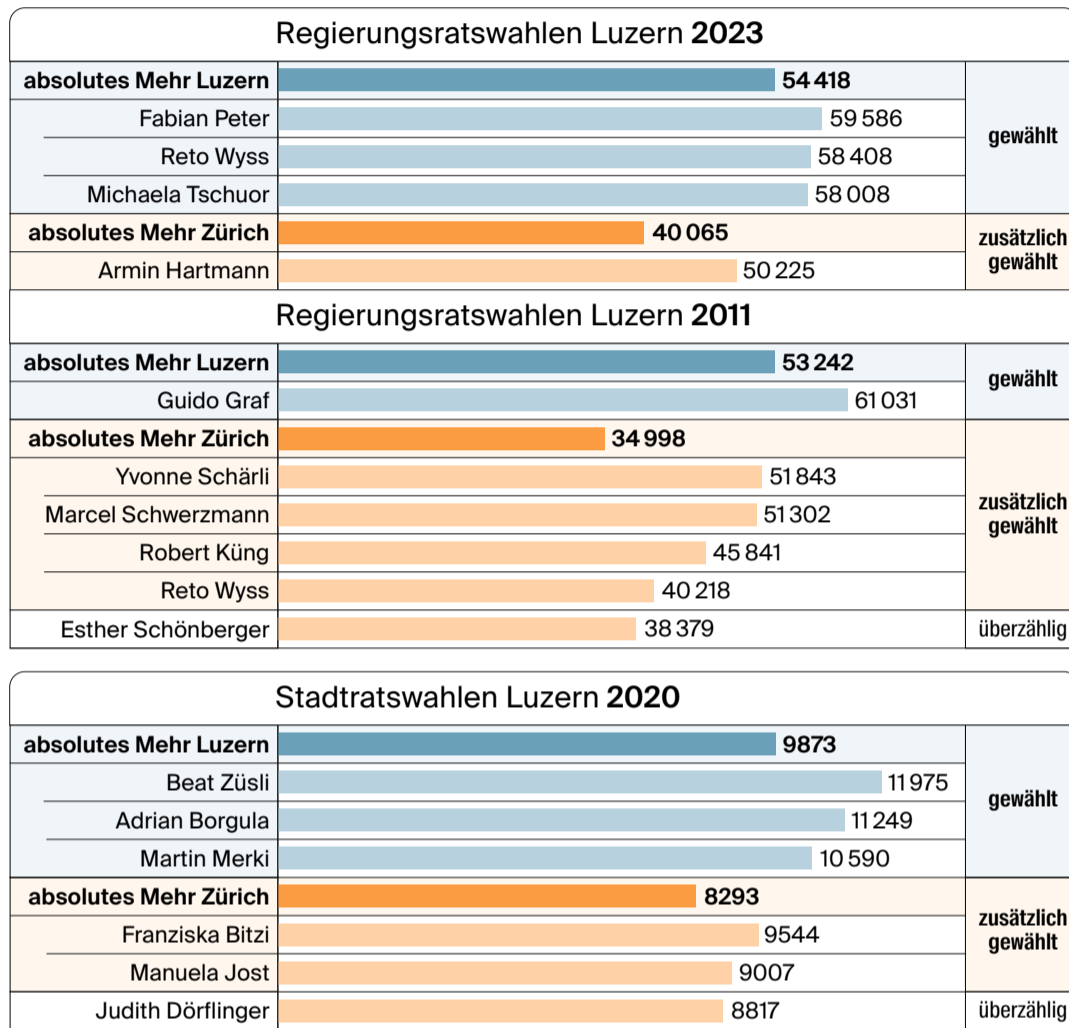 Regierungsratswahlen Luzern 2023
absolutes Mehr Luzern 54 418
Fabian Peter 59 586
gewählt
Reto Wyss 58 408
Michaela Tschuor 58 008
absolutes Mehr Zürich 40 065
zusätzlich
gewählt
Armin Hartmann 50 225
Regierungsratswahlen Luzern 2011
absolutes Mehr Luzern 53 242
gewählt
Guido Graf 61 031
absolutes Mehr Zürich 34 998
Yvonne Schärli 51 843
zusätzlich
gewählt
Marcel Schwerzmann 51 302
Robert Küng 45 841
Reto Wyss 40 218
Esther Schönberger 38 379 überzählig
Stadtratswahlen Luzern 2020
absolutes Mehr Luzern 9873
Beat Züsli 11 975
gewählt
Adrian Borgula 11 249
Martin Merki 10 590
absolutes Mehr Zürich 8293
zusätzlich
gewählt
Franziska Bitzi 9544
Manuela Jost 9007
Judith Dörflinger 8817 überzählig